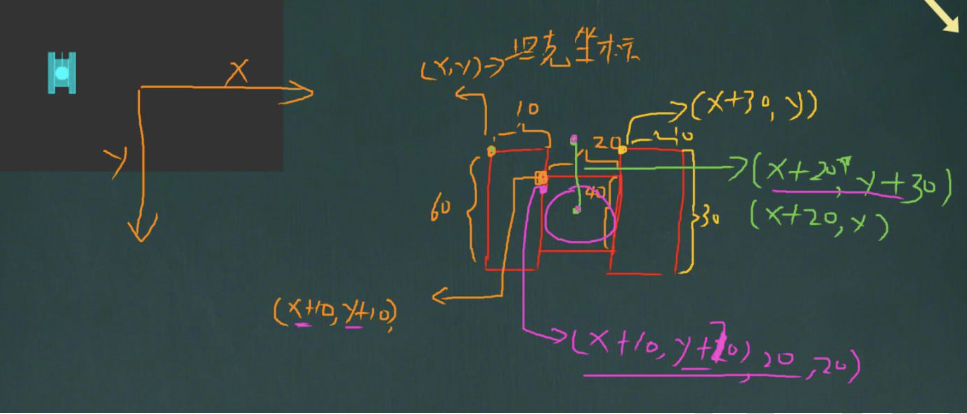 (X,Y)→坦克坐标
X
Y
10
(X+30, Y)
20
10
60
40
30
(X+20, Y+30)
(X+20, Y)
(X+10, Y+10)
(X+10, Y+20), 20, 20)